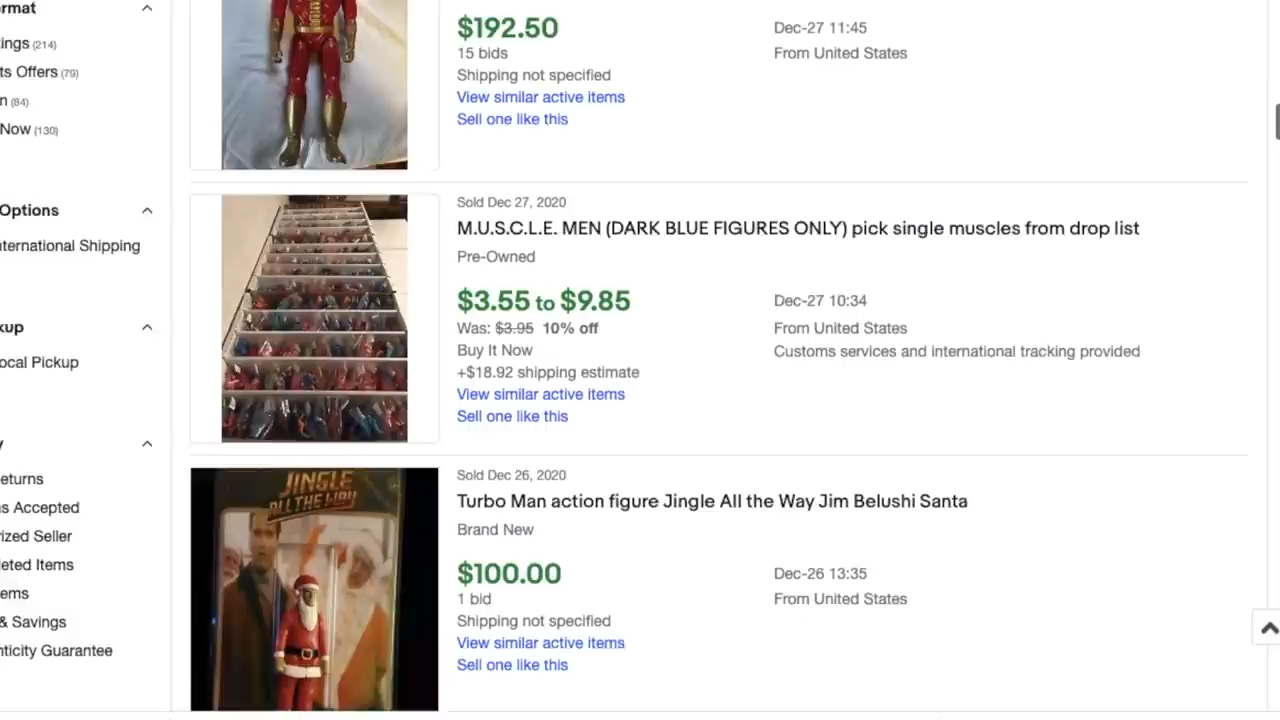 ormat
ings (214)
ts Offers (79)
n (84)
Now (130)
Options
nternational Shipping
kup
ocal Pickup
y
eturns
s Accepted
ized Seller
leted Items
ems
& Savings
nticity Guarantee
$192.50
15 bids
Shipping not specified
View similar active items
Sell one like this
Dec-27 11:45
From United States
Sold Dec 27, 2020
M.U.S.C.L.E. MEN (DARK BLUE FIGURES ONLY) pick single muscles from drop list
Pre-Owned
$3.55 to $9.85
Was: $3.95 10% off
Buy It Now
+$18.92 shipping estimate
View similar active items
Sell one like this
Dec-27 10:34
From United States
Customs services and international tracking provided
JINGLE
ALL THE WAY
Sold Dec 26, 2020
Turbo Man action figure Jingle All the Way Jim Belushi Santa
Brand New
$100.00
1 bid
Shipping not specified
View similar active items
Sell one like this
Dec-26 13:35
From United States